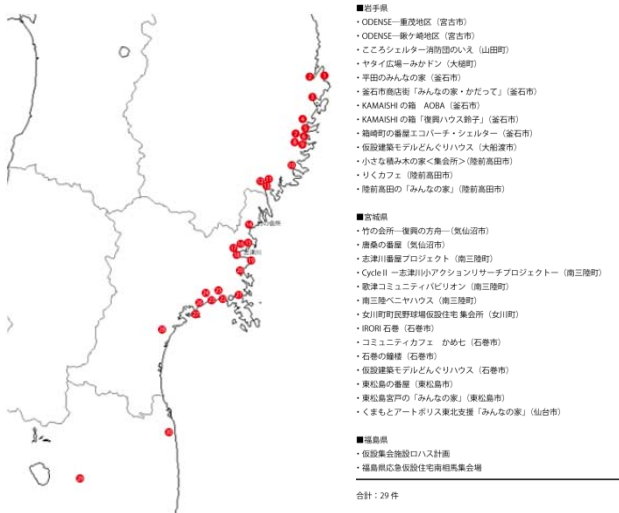 ■岩手県
・ODENSE―重茂地区（宮古市）
・ODENSE―鍬ケ崎地区（宮古市）
・こころシェルター消防団のいえ（山田町）
・ヤタイ広場ーみかドン（大槌町）
・平田のみんなの家（釜石市）
・釜石市商店街「みんなの家・かだって」（釜石市）
・KAMAISHI の箱　AOBA（釜石市）
・KAMAISHI の箱「復興ハウス鈴子」（釜石市）
・箱崎町の番屋エコパーチ・シェルター（釜石市）
・仮設建築モデルどんぐりハウス（大船渡市）
・小さな積み木の家＜集会所＞（陸前高田市）
・りくカフェ（陸前高田市）
・陸前高田の「みんなの家」（陸前高田市）
■宮城県
・竹の会所―復興の方舟―（気仙沼市）
・唐桑の番屋（気仙沼市）
・志津川番屋プロジェクト（南三陸町）
・Cycle II ー志津川小アクションリサーチプロジェクトー（南三陸町）
・歌津コミュニティパビリオン（南三陸町）
・南三陸ベニヤハウス（南三陸町）
・女川町町民野球場仮設住宅 集会所（女川町）
・IRORI 石巻（石巻市）
・コミュニティカフェ　かめ七（石巻市）
・石巻の鐘楼（石巻市）
・仮設建築モデルどんぐりハウス（石巻市）
・東松島の番屋（東松島市）
・東松島宮戸の「みんなの家」（東松島市）
・くまもとアートポリス東北支援「みんなの家」（仙台市）
■福島県
・仮設集会施設ロハス計画
・福島県応急仮設住宅南相馬集会場
合計：29 件
志津川